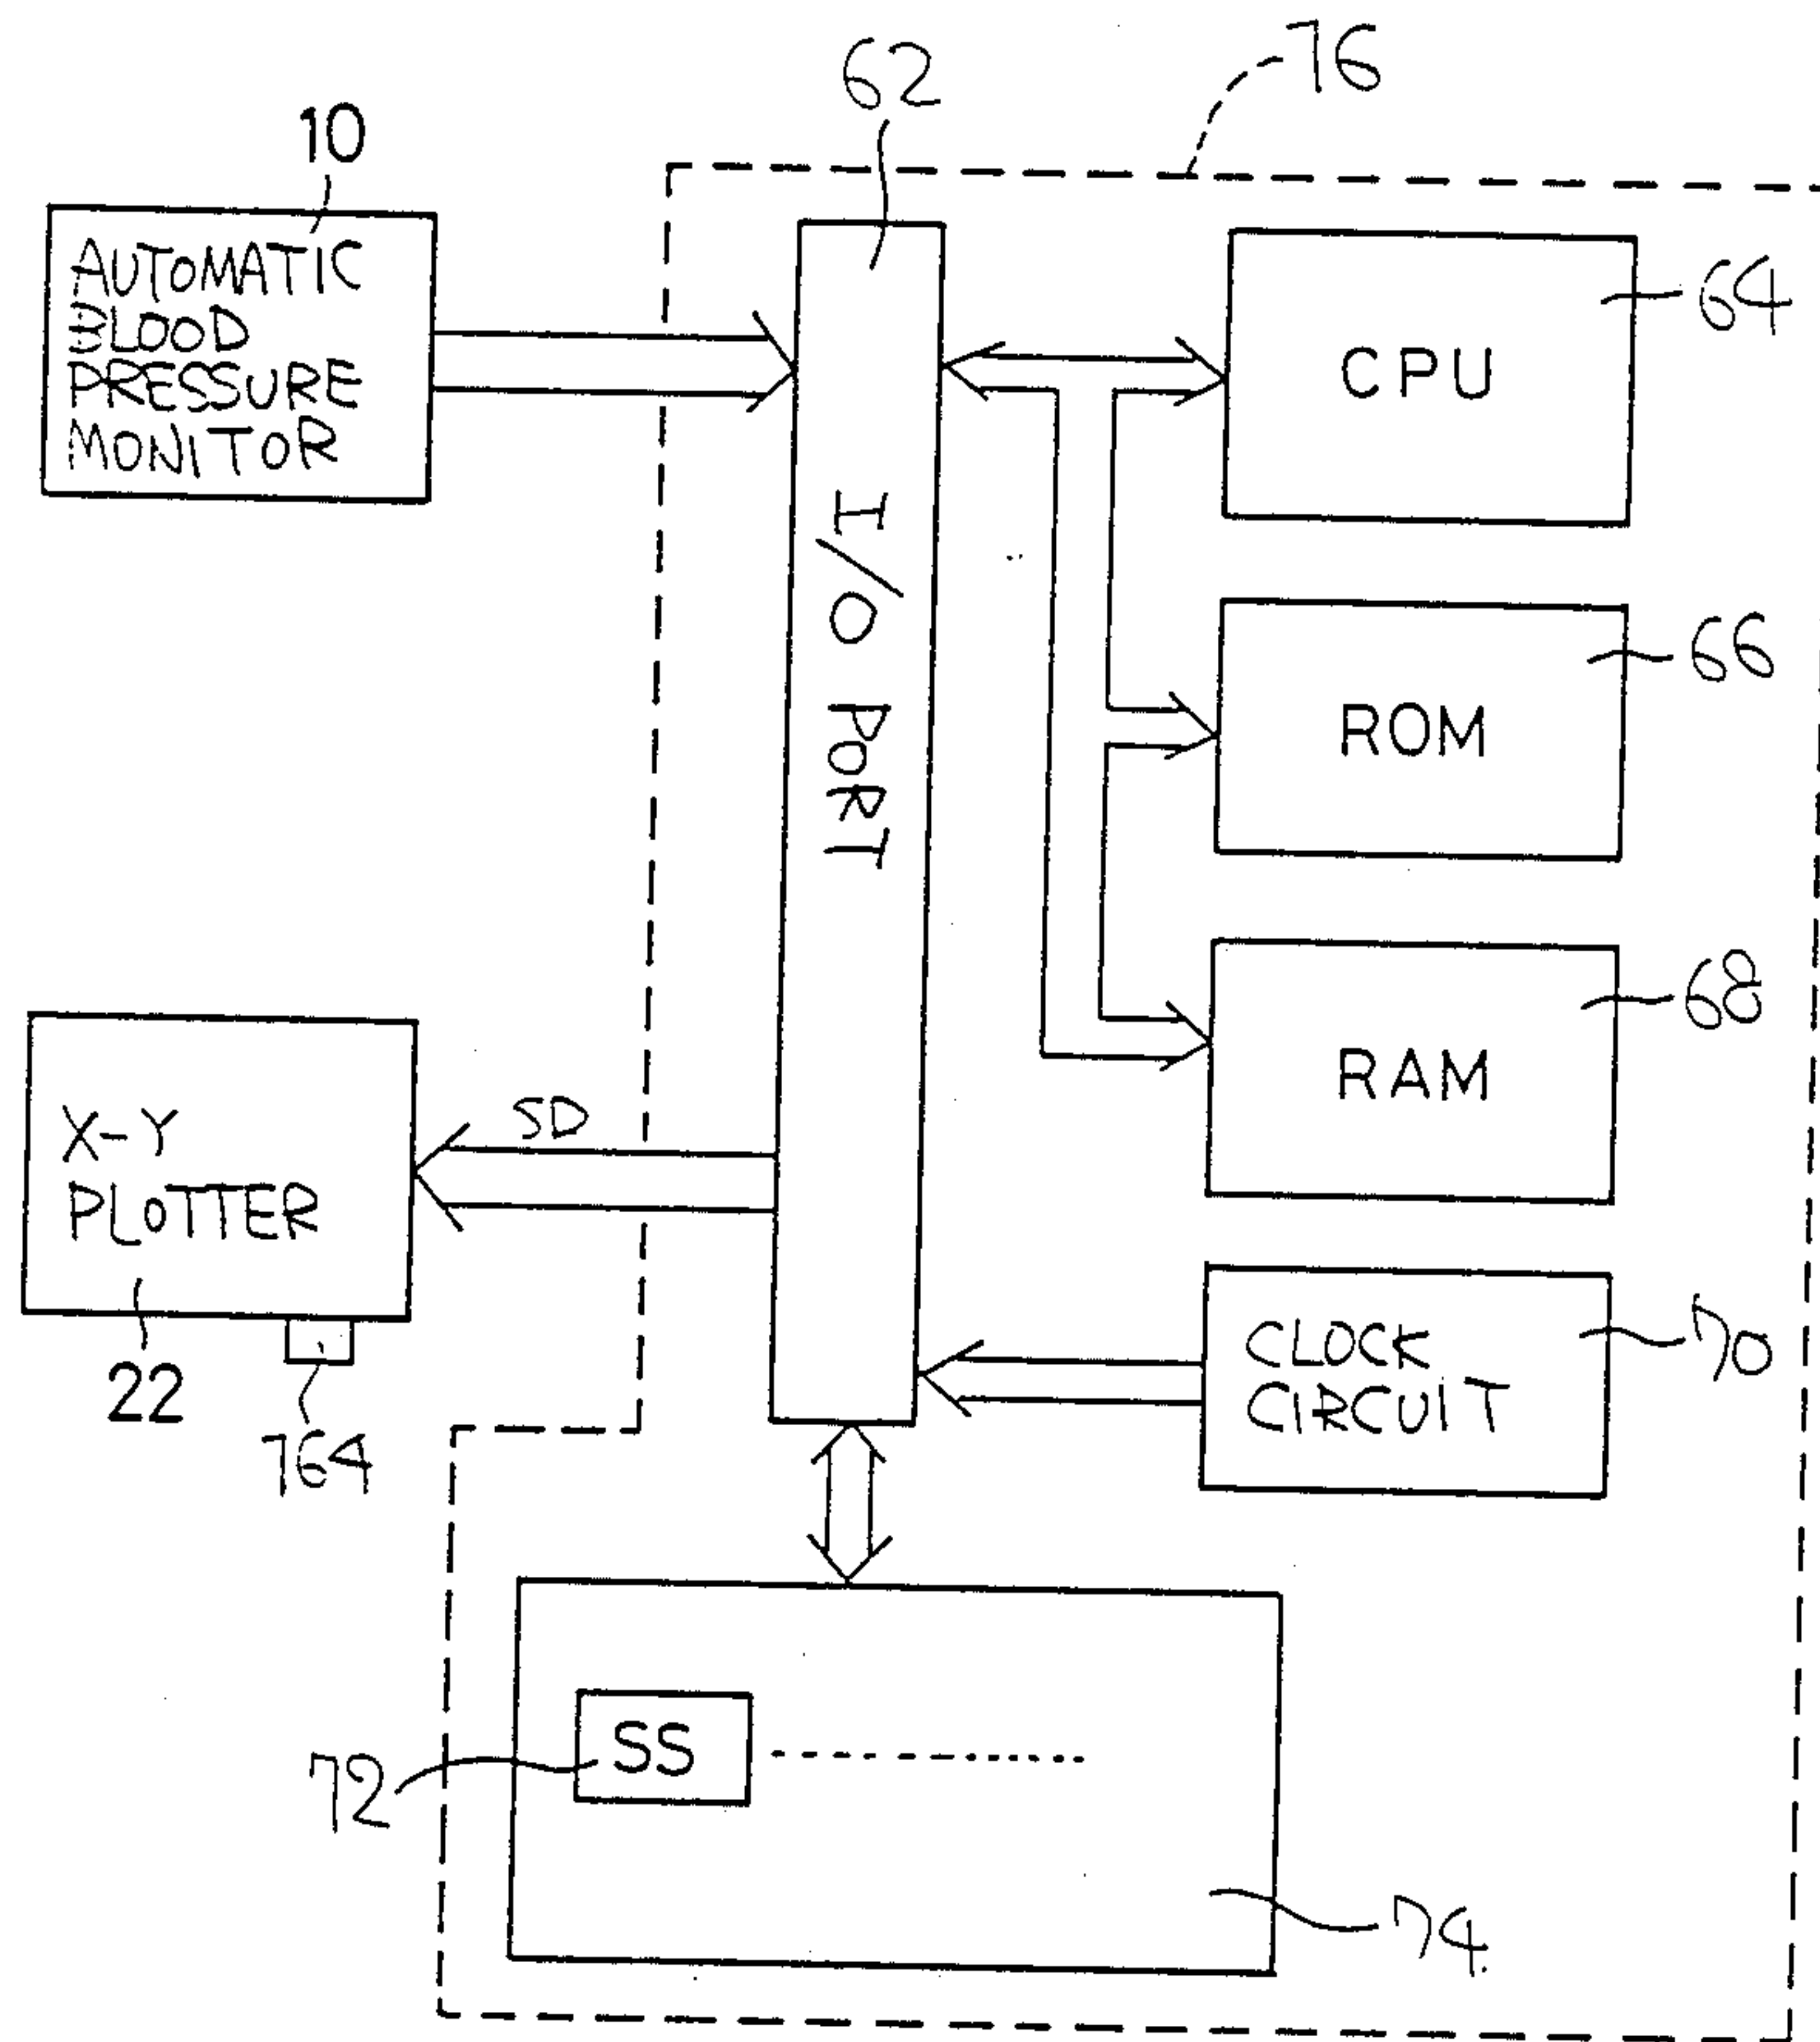 76
62
10
AUTOMATIC
BLOOD
PRESSURE
MONITOR
64
CPU
I/O PORT
66
ROM
68
RAM
SD
X-Y
PLOTTER
22
764
70
CLOCK
CIRCUIT
SS
72
74